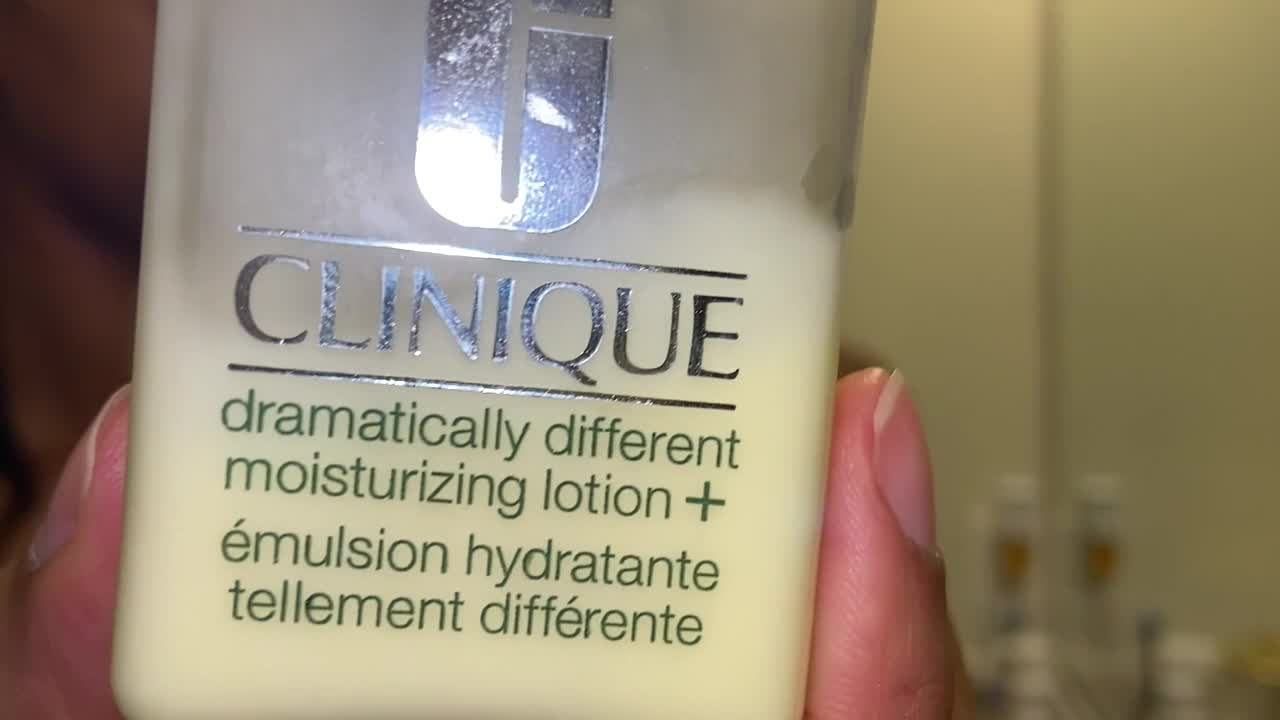 CLINIQUE
dramatically different
moisturizing lotion +
émulsion hydratante
tellement différente